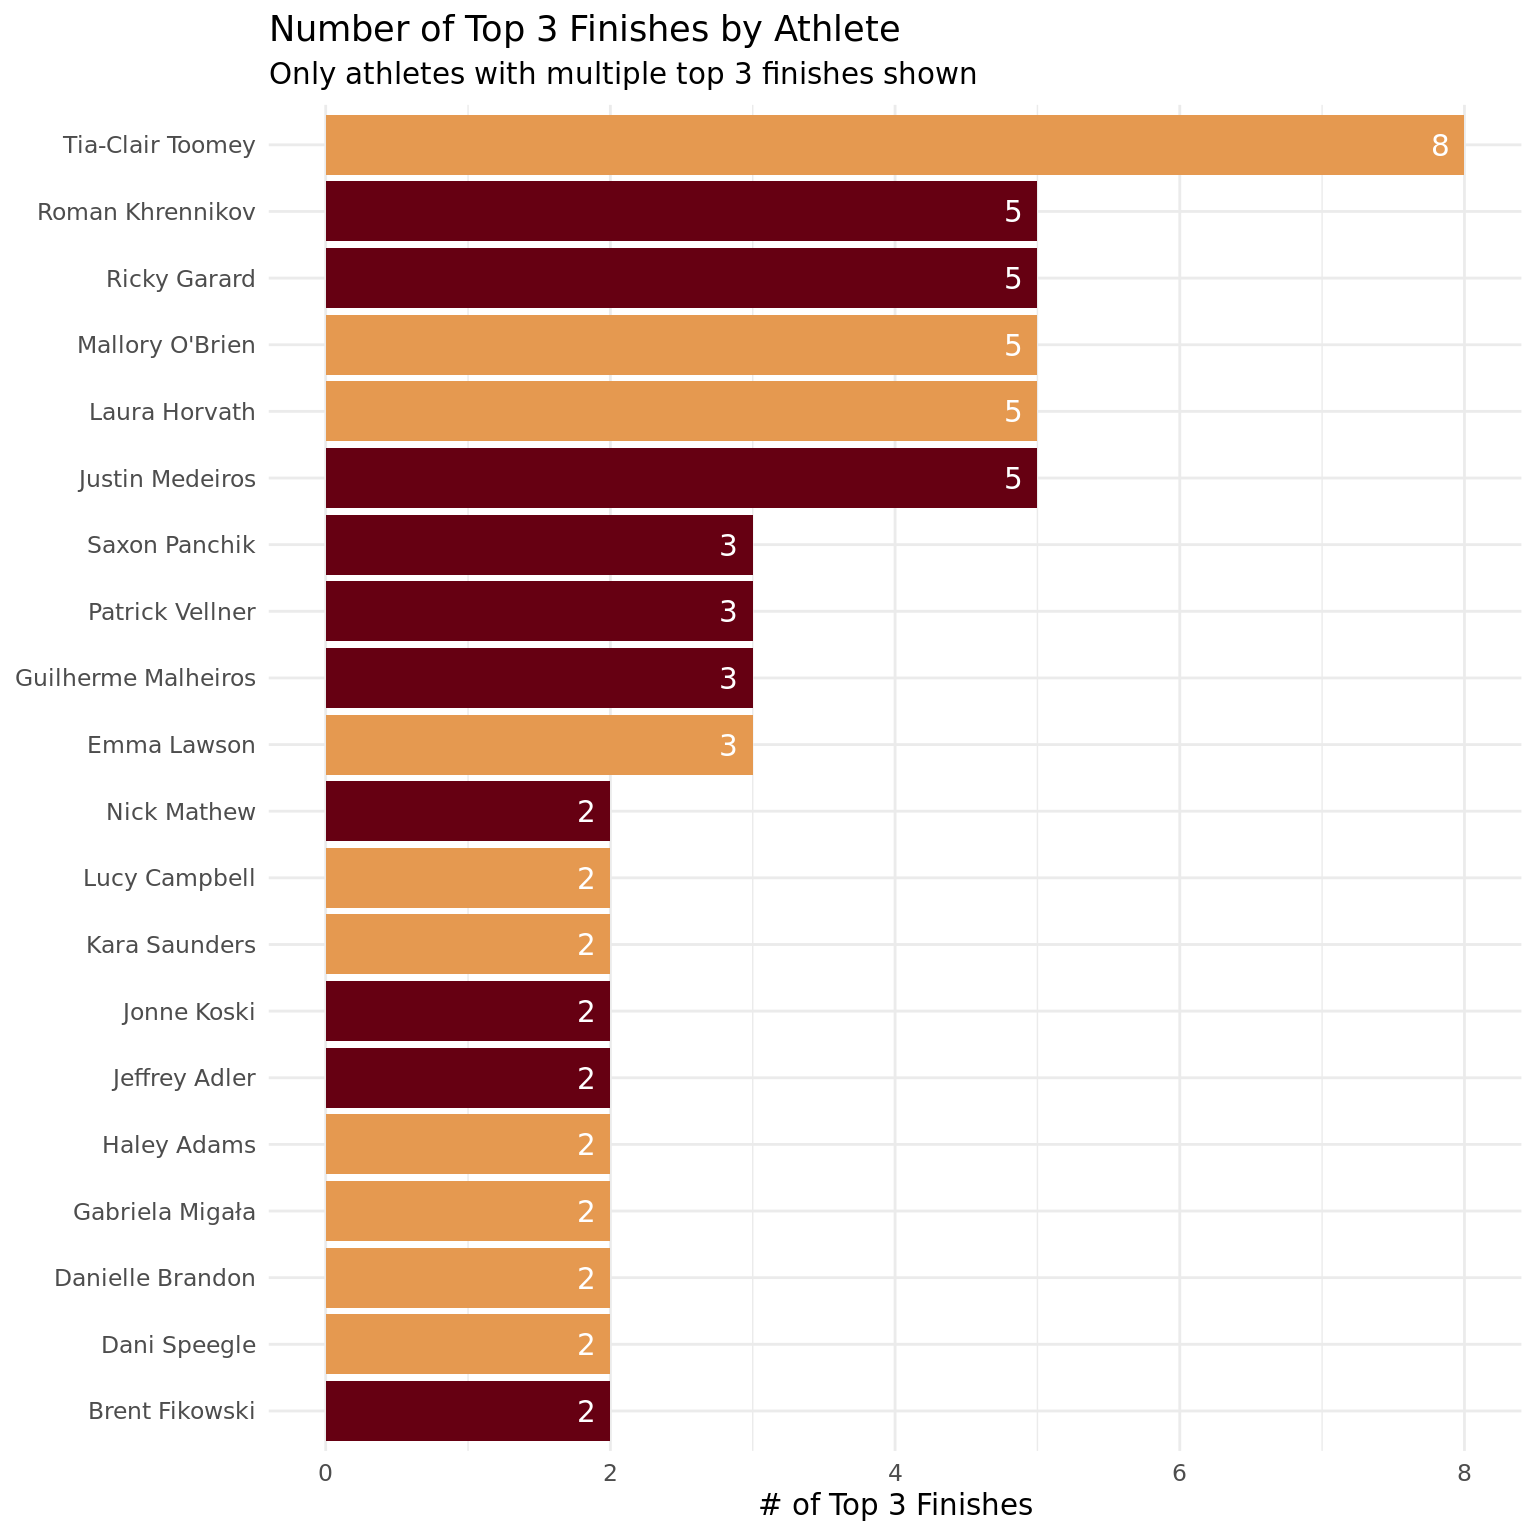 Number of Top 3 Finishes by Athlete
Only athletes with multiple top 3 finishes shown
Tia-Clair Toomey 8
Roman Khrennikov 5
Ricky Garard 5
Mallory O'Brien 5
Laura Horvath 5
Justin Medeiros 5
Saxon Panchik 3
Patrick Vellner 3
Guilherme Malheiros 3
Emma Lawson 3
Nick Mathew 2
Lucy Campbell 2
Kara Saunders 2
Jonne Koski 2
Jeffrey Adler 2
Haley Adams 2
Gabriela Migała 2
Danielle Brandon 2
Dani Speegle 2
Brent Fikowski 2
0 2 4 6 8
# of Top 3 Finishes